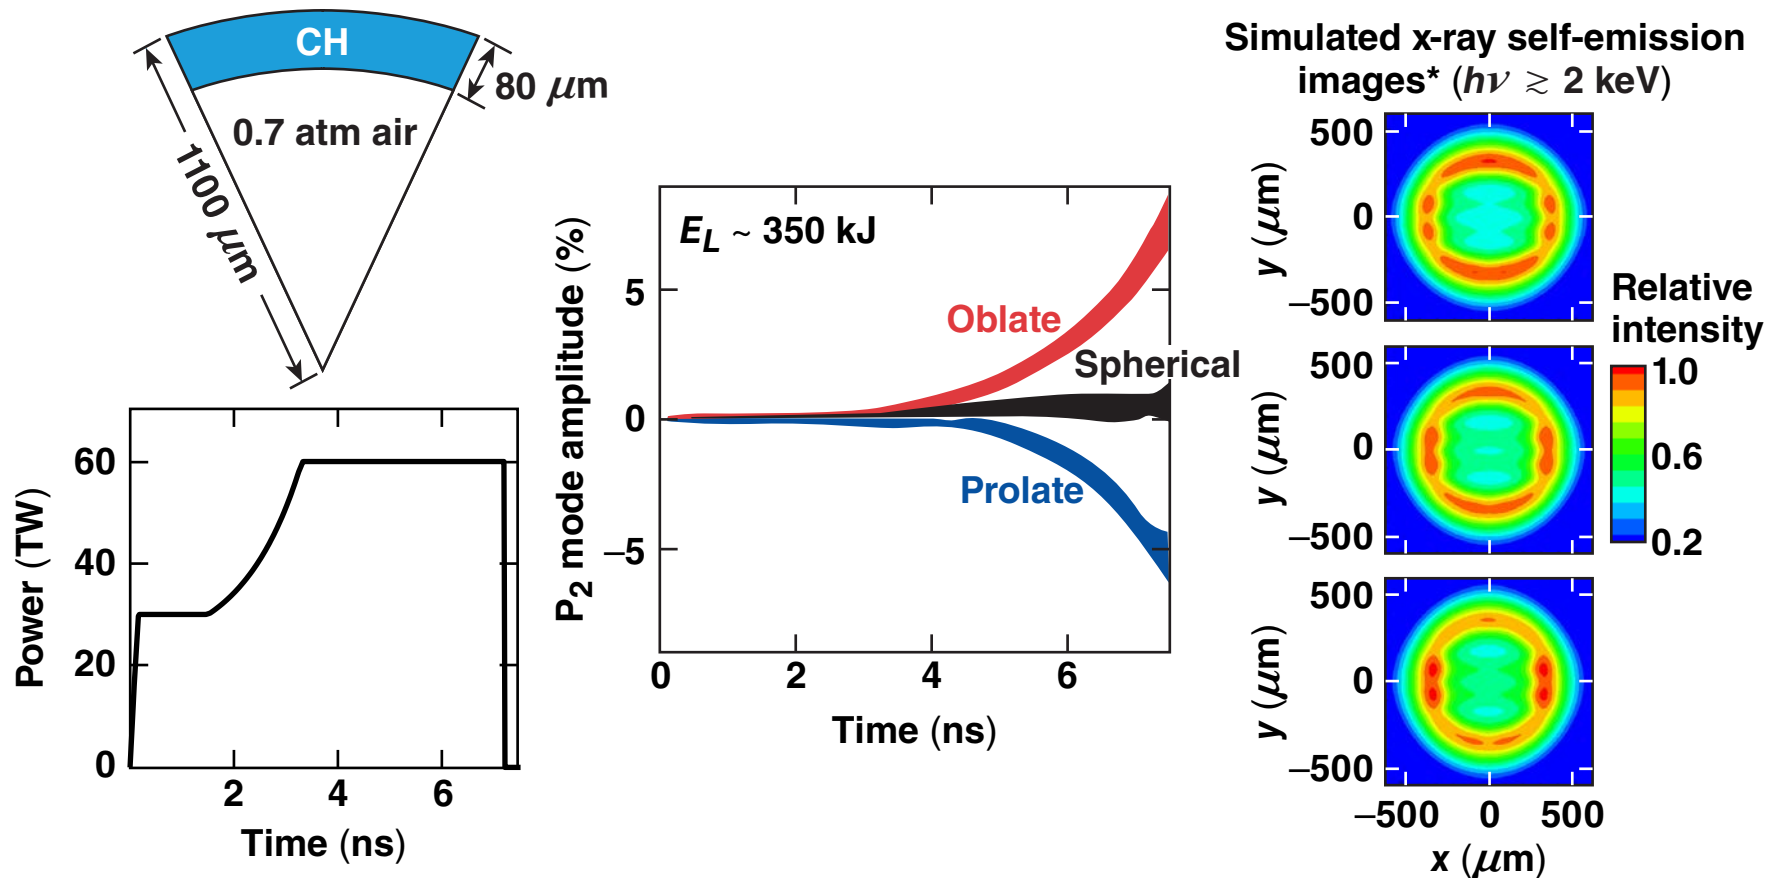 CH
80 μm
0.7 atm air
1100 μm
Power (TW)
60
40
20
0
2 4 6
Time (ns)
P2 mode amplitude (%)
E_L ~ 350 kJ
5
0
–5
Oblate
Spherical
Prolate
0 2 4 6
Time (ns)
Simulated x-ray self-emission
images* (hν ≳ 2 keV)
y (μm)
500
0
–500
y (μm)
500
0
–500
y (μm)
500
0
–500
–500 0 500
x (μm)
Relative
intensity
1.0
0.6
0.2